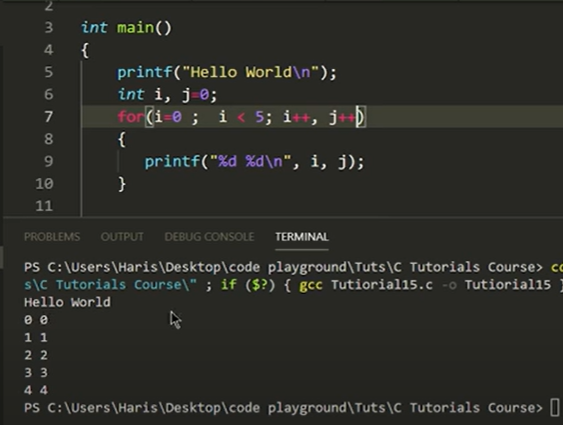 2
3 int main()
4 {
5 printf("Hello World\n");
6 int i, j=0;
7 for(i=0 ; i < 5; i++, j++)
8 {
9 printf("%d %d\n", i, j);
10 }
11
PROBLEMS OUTPUT DEBUG CONSOLE TERMINAL
PS C:\Users\Haris\Desktop\code playground\Tuts\C Tutorials Course> 
s\C Tutorials Course\" ; if ($?) { gcc Tutiorial15.c -o Tutiorial15 }
Hello World
0 0
1 1
2 2
3 3
4 4
PS C:\Users\Haris\Desktop\code playground\Tuts\C Tutorials Course>